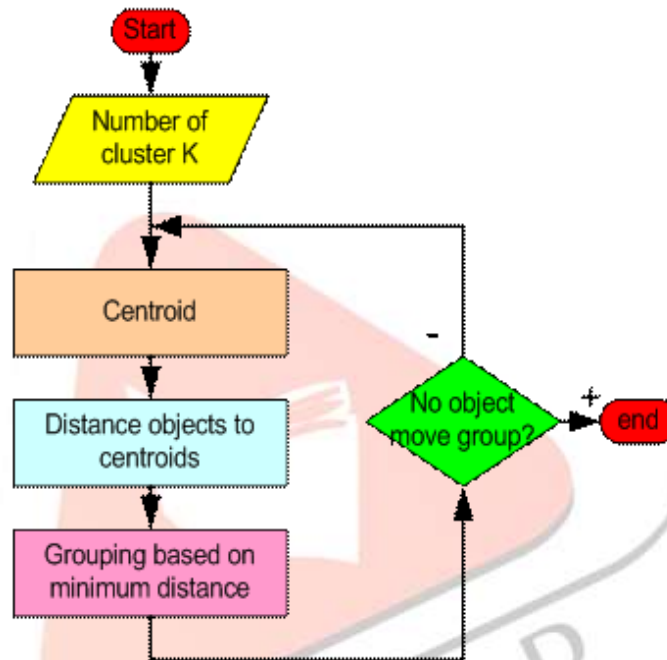 Start
Number of
cluster K
Centroid
Distance objects to
centroids
Grouping based on
minimum distance
-
No object
move group?
+
end
D